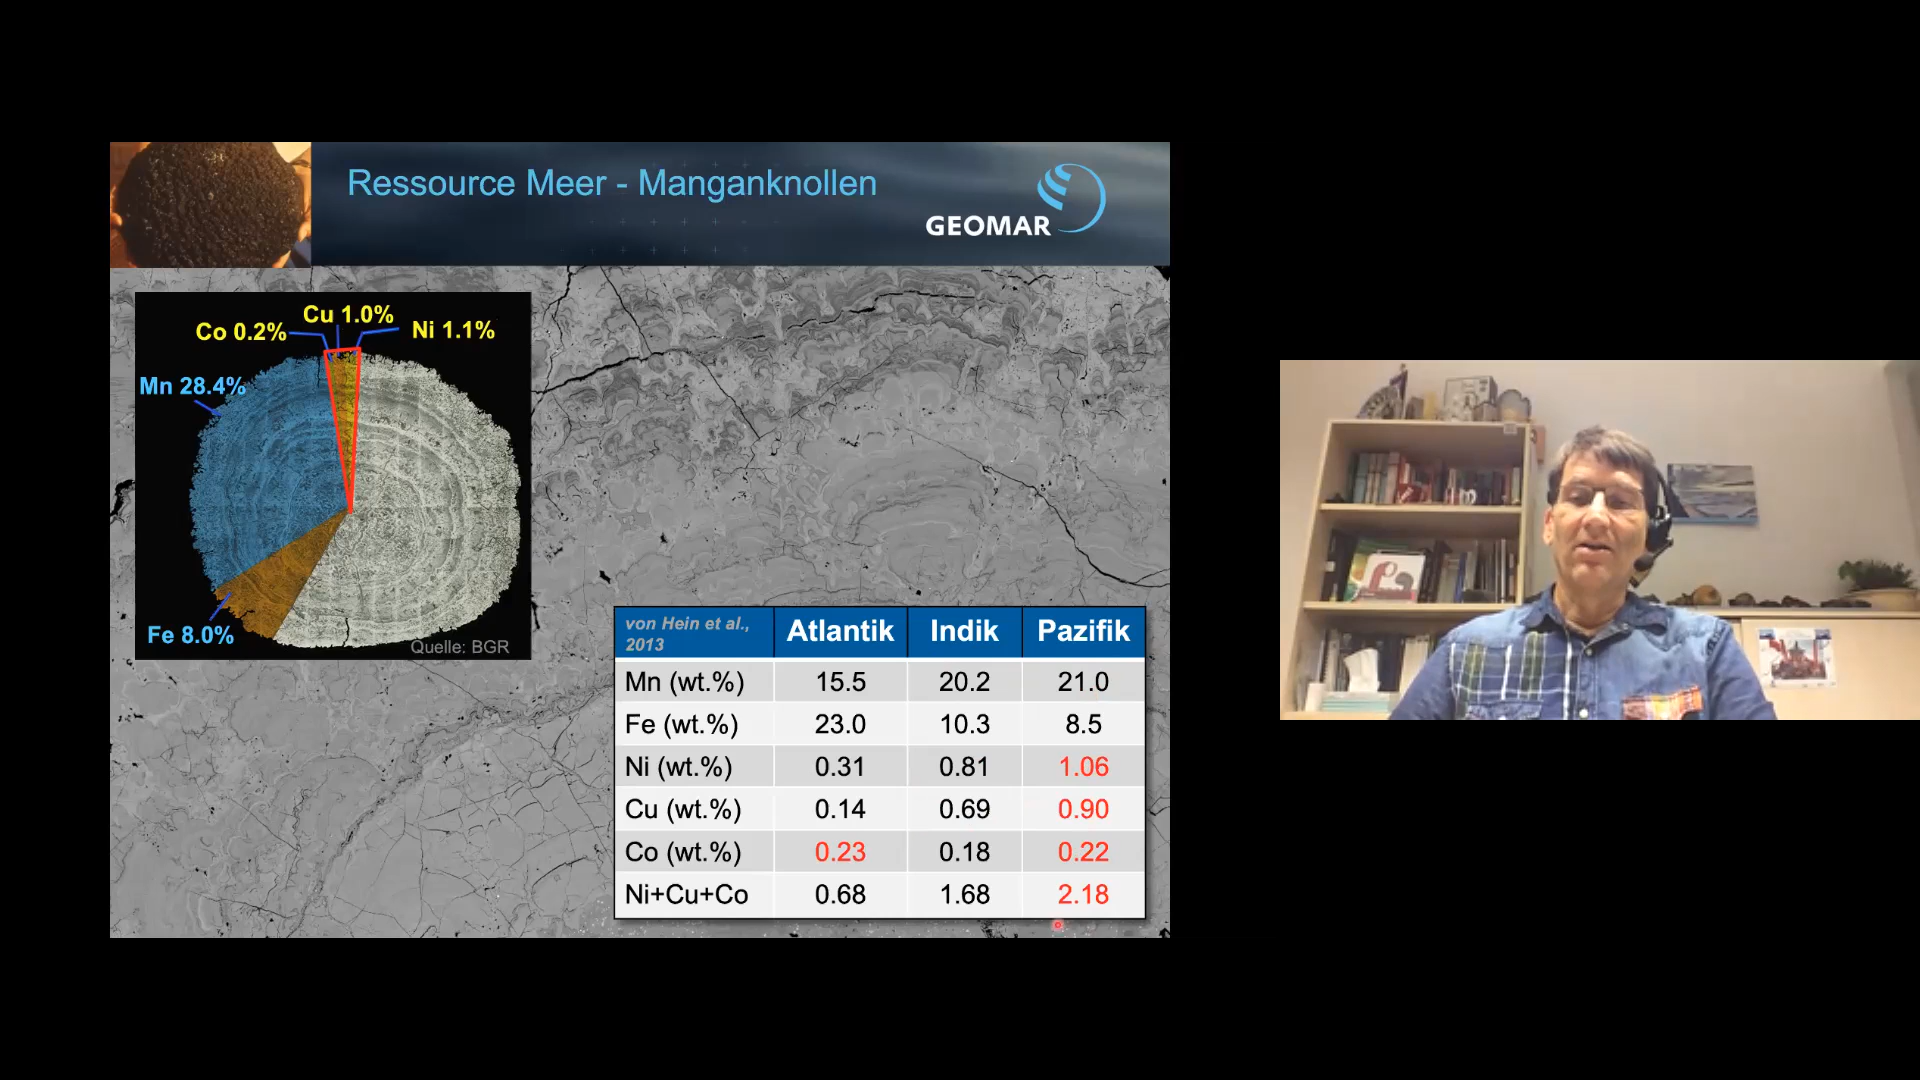 Ressource Meer - Manganknollen
GEOMAR
Cu 1.0%
Co 0.2%
Ni 1.1%
Mn 28.4%
Fe 8.0%
Quelle: BGR
von Hein et al., 2013 Atlantik Indik Pazifik
Mn (wt.%) 15.5 20.2 21.0
Fe (wt.%) 23.0 10.3 8.5
Ni (wt.%) 0.31 0.81 1.06
Cu (wt.%) 0.14 0.69 0.90
Co (wt.%) 0.23 0.18 0.22
Ni+Cu+Co 0.68 1.68 2.18